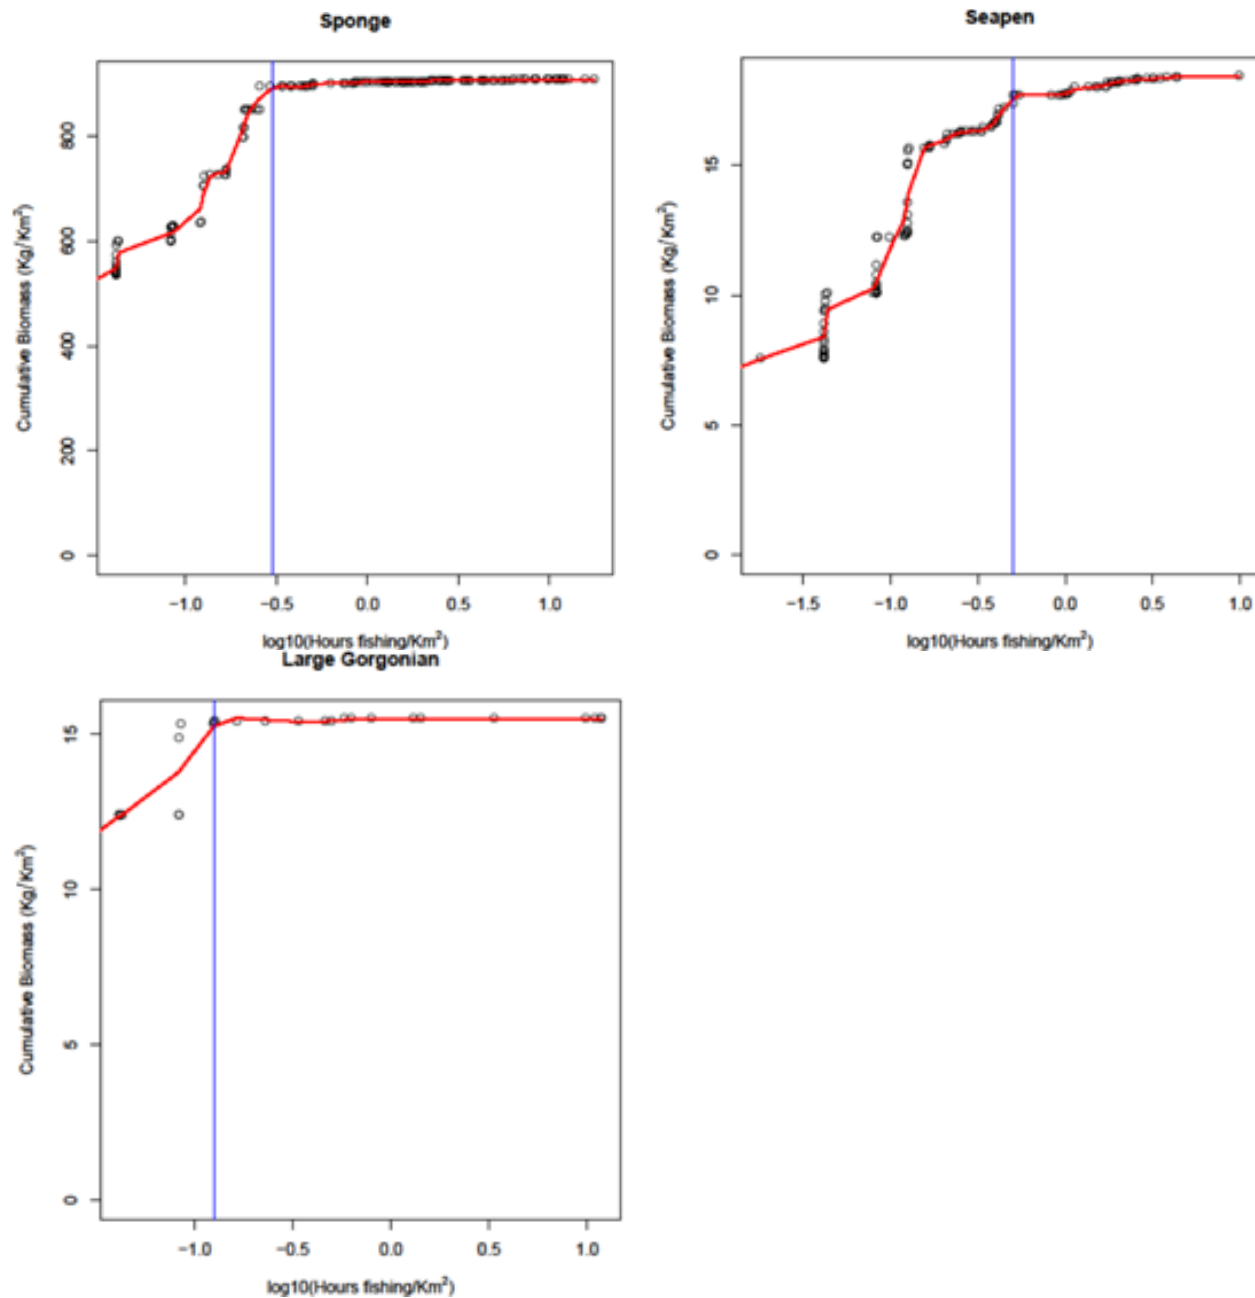 Sponge
Cumulative Biomass (Kg/Km²)
800
600
400
200
0
−1.0 −0.5 0.0 0.5 1.0
log10(Hours fishing/Km²)
Seapen
Cumulative Biomass (Kg/Km²)
15
10
5
0
−1.5 −1.0 −0.5 0.0 0.5 1.0
log10(Hours fishing/Km²)
Large Gorgonian
Cumulative Biomass (Kg/Km²)
15
10
5
0
−1.0 −0.5 0.0 0.5 1.0
log10(Hours fishing/Km²)